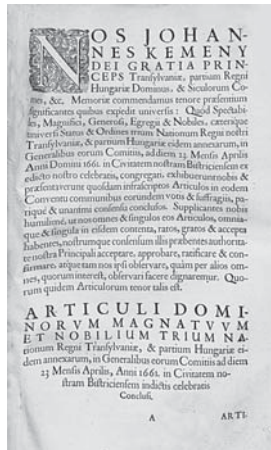 NOS JOHAN-
NES KEMENY
DEI GRATIA PRIN-
CEPS Transylvaniæ, partium Regni
Hungariæ Dominus, & Siculorum Co-
mes, &c. Memoriæ commendamus tenore præsentium
significantes quibus expedit universis: Quòd Spectabi-
les, Magnifici, Generosi, Egregii & Nobiles, cæterique
universi Status & Ordines trium Nationum Regni nostri
Transylvaniæ, & partium Hungariæ eidem annexarum, in
Generalibus eorum Comitiis, ad diem 23 Mensis Aprilis
Anni Domini 1661. in Civitatem nostram Bistriciensem ex
edicto nostro celebratis, congregati. exhibuerunt nobis &
præsentaverunt quosdam infrascriptos Articulos in eodem
Conventu communibus eorundem votis & suffragiis, pa-
riquè & unanimi consensu conclusos. Supplicantes nobis
humilimè, ut nos omnes & singulos eos Articulos, omnia-
que & singula in eisdem contenta, ratos, gratos & accepta
habentes, nostrumque consensum illis præbentes authorita-
te nostra Principali acceptare, approbare, ratificare & con-
firmare, atque tam nos ipsi observare, quàm per alios om-
nes, quorum interest, observari facere dignaremur. Quo-
rum quidem Articulorum tenor talis est.
ARTICULI DOMI-
NORVM MAGNATVVM
ET NOBILIUM TRIUM NA-
tionum Regni Transylvaniæ, & partium Hungariæ ei-
dem annexarum, in Generalibus eorum Comitiis ad diem
23 Mensis Aprilis, Anni 1661. in Civitatem no-
stram Bistriciensem indictis celebratis
Conclusi.
A ARTI-